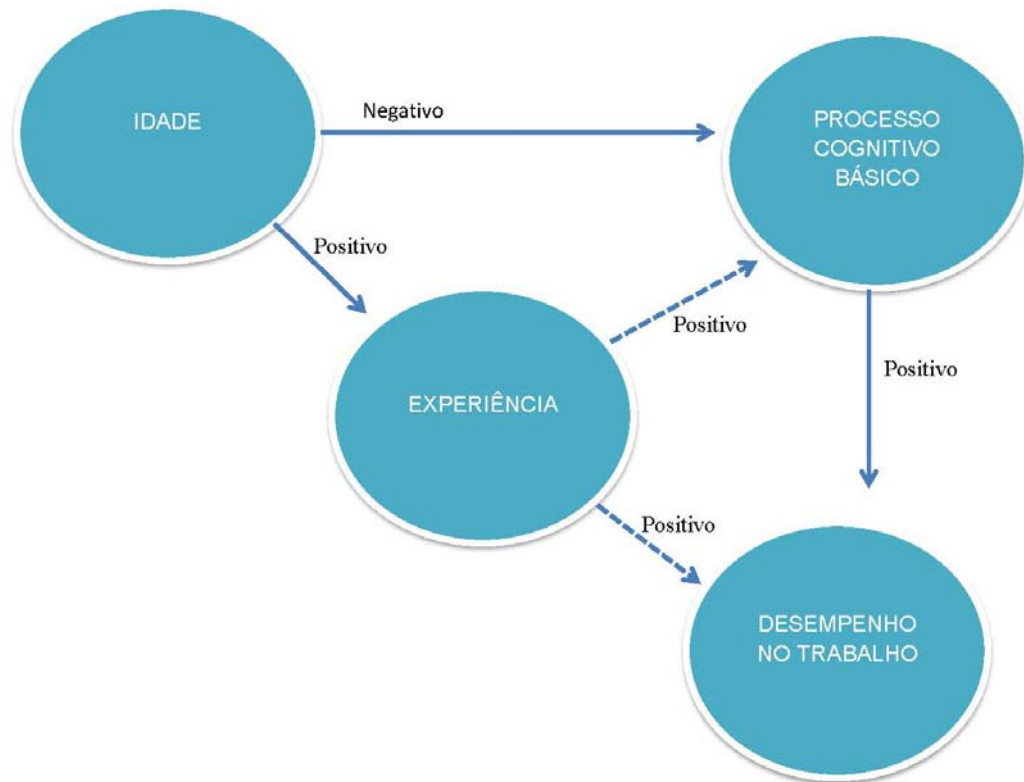 IDADE
Negativo
PROCESSO
COGNITIVO
BÁSICO
Positivo
Positivo
EXPERIÊNCIA
Positivo
Positivo
DESEMPENHO
NO TRABALHO